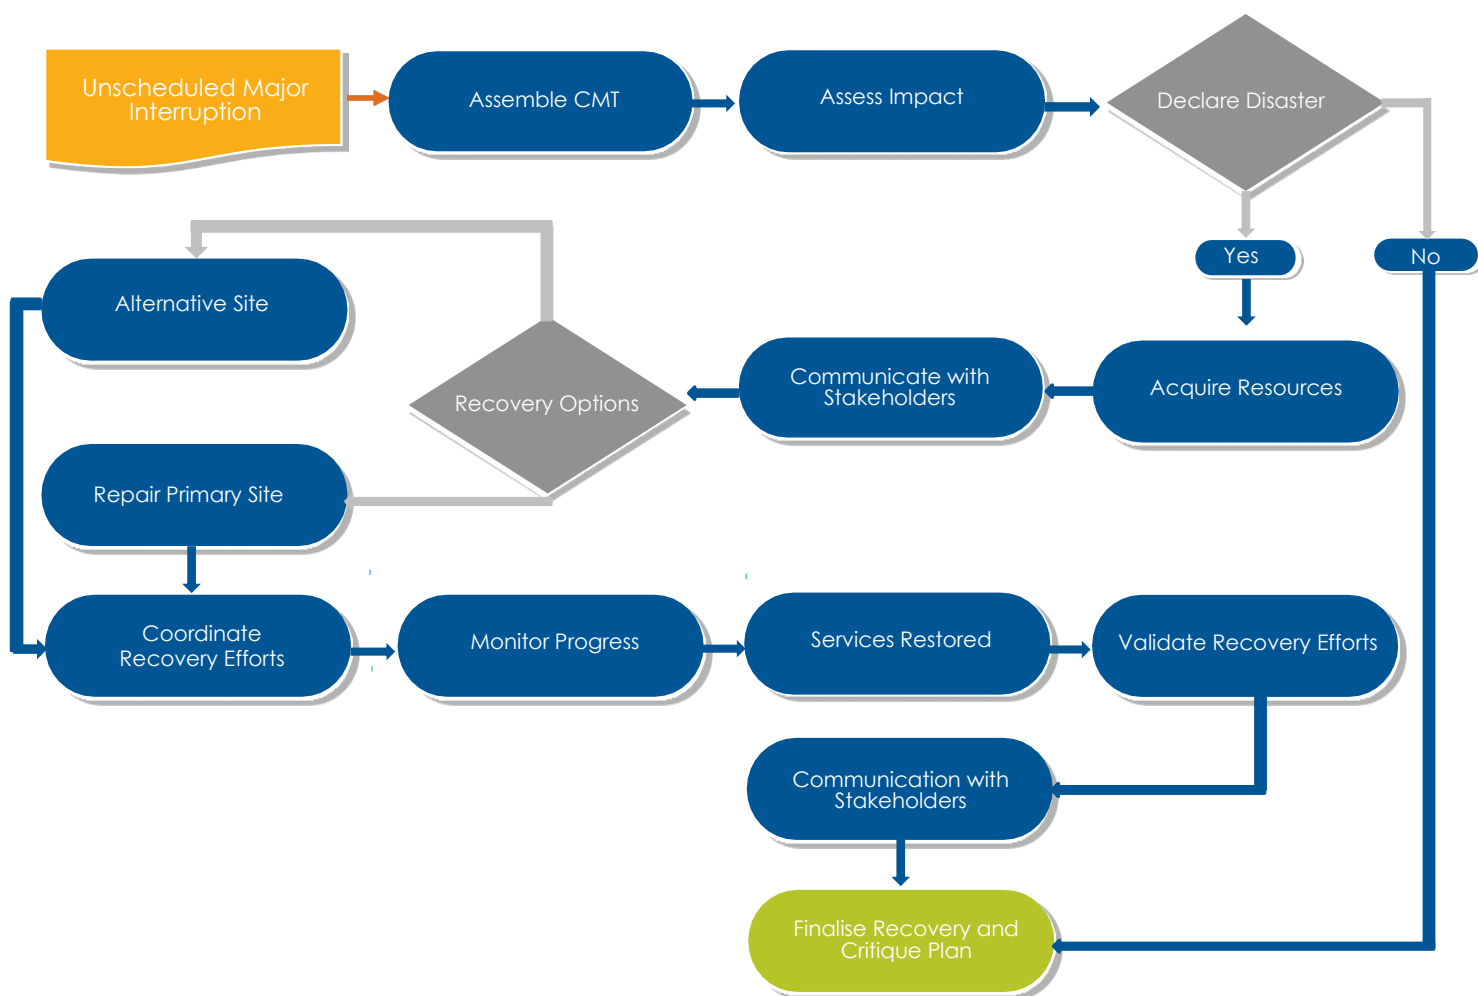 Unscheduled Major
Interruption
Assemble CMT
Assess Impact
Declare Disaster
Yes
No
Alternative Site
Recovery Options
Communicate with
Stakeholders
Acquire Resources
Repair Primary Site
Coordinate
Recovery Efforts
Monitor Progress
Services Restored
Validate Recovery Efforts
Communication with
Stakeholders
Finalise Recovery and
Critique Plan